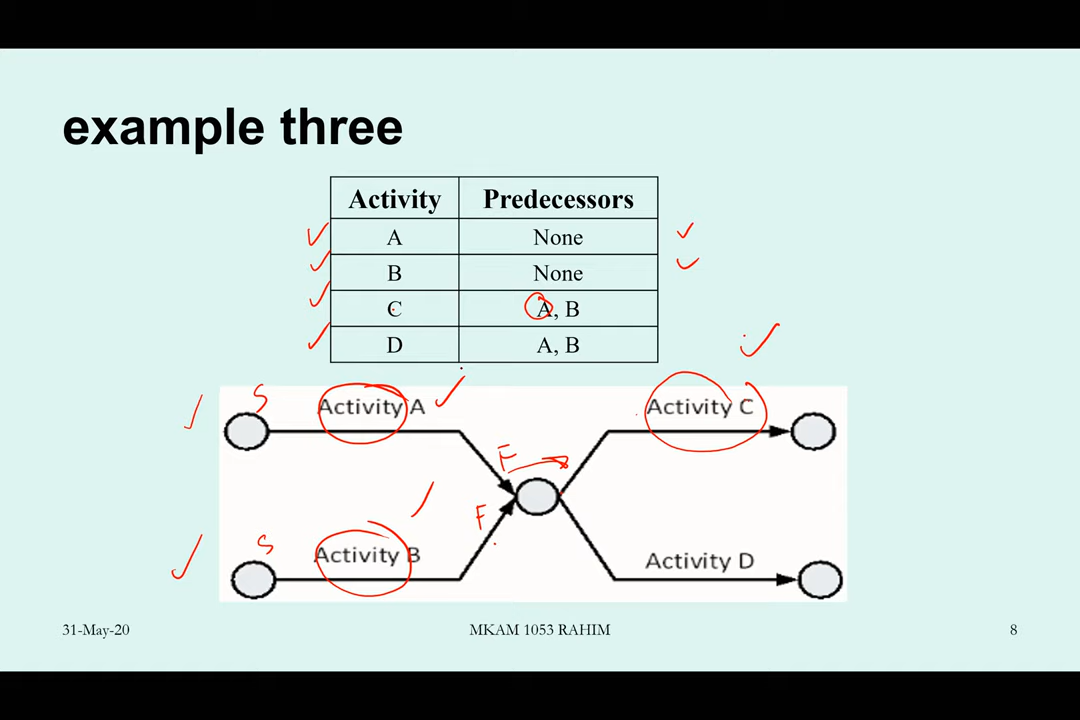 example three
Activity Predecessors
A None
B None
C A, B
D A, B
S Activity A Activity C
F
F
S Activity B Activity D
31-May-20 MKAM 1053 RAHIM 8